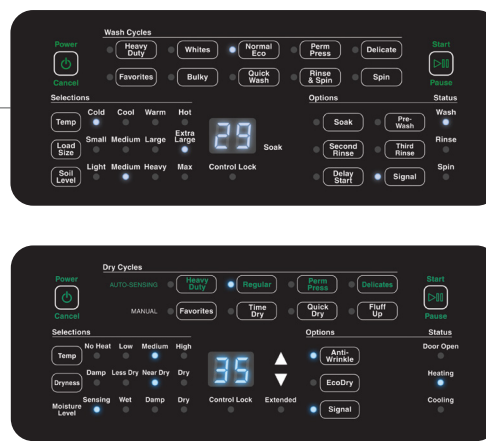 Wash Cycles
Power
Cancel
Heavy
Duty
Whites
Normal
Eco
Perm
Press
Delicate
Favorites
Bulky
Quick
Wash
Rinse
& Spin
Spin
Start
Pause
Selections
Options
Status
Temp
Cold Cool Warm Hot
Load
Size
Small Medium Large Extra
Large
Soil
Level
Light Medium Heavy Max
29
Soak
Control Lock
Soak
Pre-
Wash
Second
Rinse
Third
Rinse
Delay
Start
Signal
Wash
Rinse
Spin
Dry Cycles
Power
Cancel
AUTO-SENSING
Heavy
Duty
Regular
Perm
Press
Delicates
MANUAL
Favorites
Time
Dry
Quick
Dry
Fluff
Up
Start
Pause
Selections
Options
Status
Temp
No Heat Low Medium High
Dryness
Damp Less Dry Near Dry Dry
Moisture
Level
Sensing Wet Damp Dry
35
Control Lock Extended
Anti-
Wrinkle
EcoDry
Signal
Door Open
Heating
Cooling